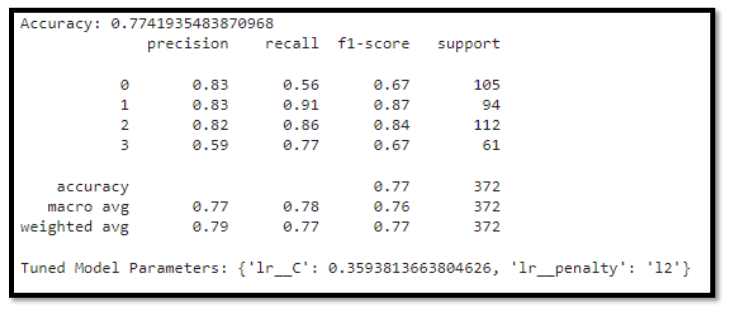 Accuracy: 0.7741935483870968
precision recall f1-score support
0 0.83 0.56 0.67 105
1 0.83 0.91 0.87 94
2 0.82 0.86 0.84 112
3 0.59 0.77 0.67 61
accuracy 0.77 372
macro avg 0.77 0.78 0.76 372
weighted avg 0.79 0.77 0.77 372
Tuned Model Parameters: {'lr__C': 0.3593813663804626, 'lr__penalty': 'l2'}